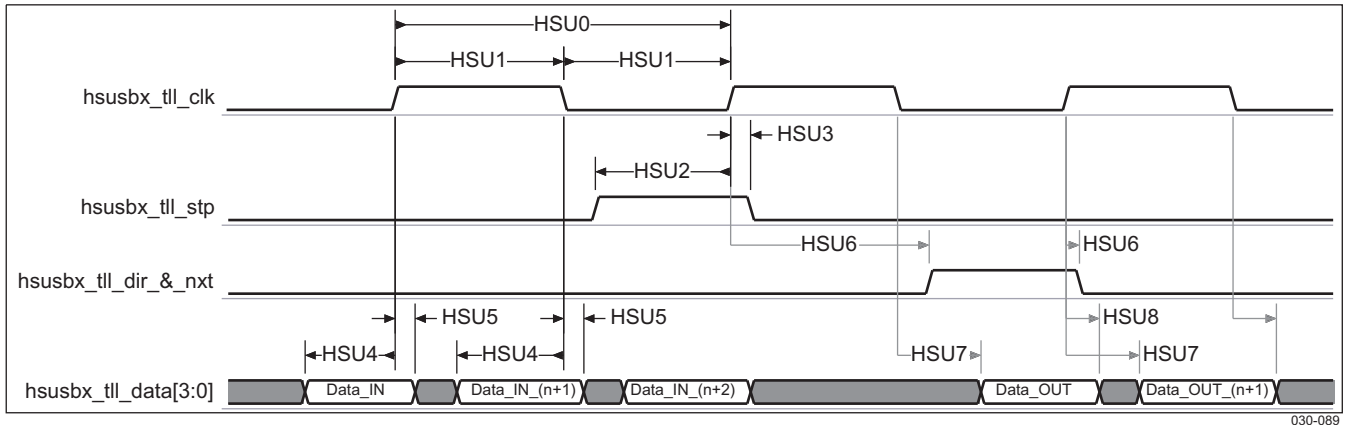 HSU0
HSU1 HSU1
hsusbx_tll_clk
HSU3
HSU2
hsusbx_tll_stp
HSU6 HSU6
hsusbx_tll_dir_&_nxt
HSU5 HSU5 HSU8
HSU4 HSU4 HSU7 HSU7
hsusbx_tll_data[3:0] Data_IN Data_IN_(n+1) Data_IN_(n+2) Data_OUT Data_OUT_(n+1)
030-089